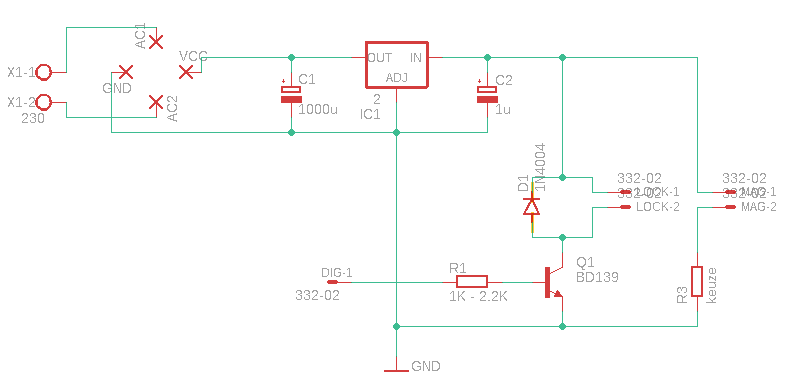 X1-1
X1-2
230
AC1
AC2
GND
VCC
C1
1000u
OUT IN
ADJ
2
IC1
C2
1u
D1
1N4004
332-02
332-02
LOCK-1
LOCK-2
332-02
332-02
MAG-1
MAG-2
DIG-1
332-02
R1
1K - 2.2K
Q1
BD139
R3
keuze
GND